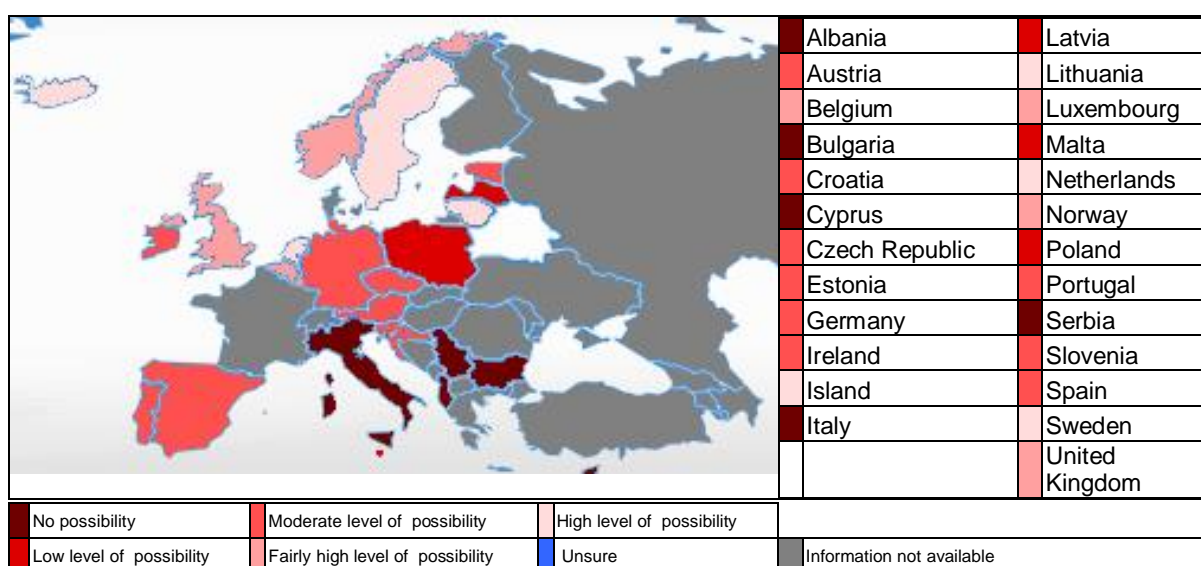 Albania
Latvia
Austria
Lithuania
Belgium
Luxembourg
Bulgaria
Malta
Croatia
Netherlands
Cyprus
Norway
Czech Republic
Poland
Estonia
Portugal
Germany
Serbia
Ireland
Slovenia
Island
Spain
Italy
Sweden
United
Kingdom
No possibility
Moderate level of possibility
High level of possibility
Low level of possibility
Fairly high level of possibility
Unsure
Information not available